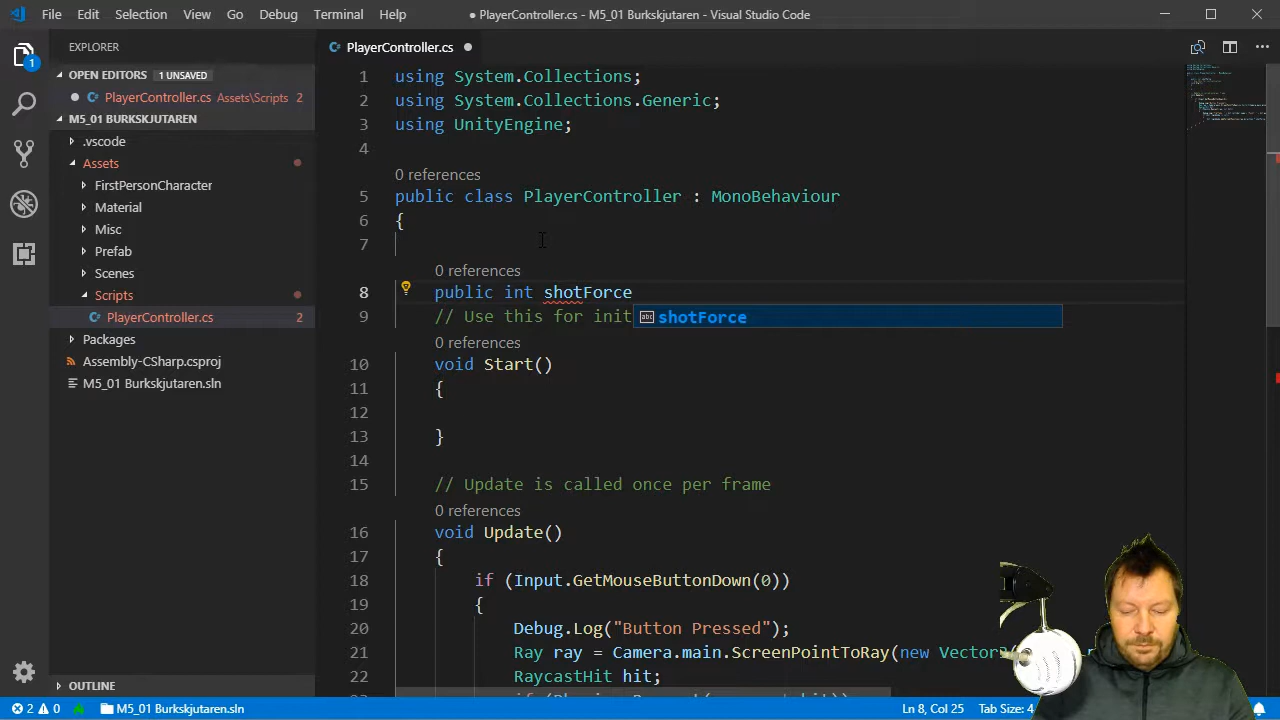 File Edit Selection View Go Debug Terminal Help
● PlayerController.cs - M5_01 Burkskjutaren - Visual Studio Code
EXPLORER
OPEN EDITORS 1 UNSAVED
PlayerController.cs Assets\Scripts 2
M5_01 BURKSKJUTAREN
.vscode
Assets
FirstPersonCharacter
Material
Misc
Prefab
Scenes
Scripts
PlayerController.cs 2
Packages
Assembly-CSharp.csproj
M5_01 Burkskjutaren.sln
OUTLINE
1
PlayerController.cs
1 using System.Collections;
2 using System.Collections.Generic;
3 using UnityEngine;
4
0 references
5 public class PlayerController : MonoBehaviour
6 {
7
0 references
8 public int shotForce
9 // Use this for init
shotForce
0 references
10 void Start()
11 {
12
13 }
14
15 // Update is called once per frame
0 references
16 void Update()
17 {
18 if (Input.GetMouseButtonDown(0))
19 {
20 Debug.Log("Button Pressed");
21 Ray ray = Camera.main.ScreenPointToRay(new Vector3(
22 RaycastHit hit;
2 0
M5_01 Burkskjutaren.sln
Ln 8, Col 25 Tab Size: 4